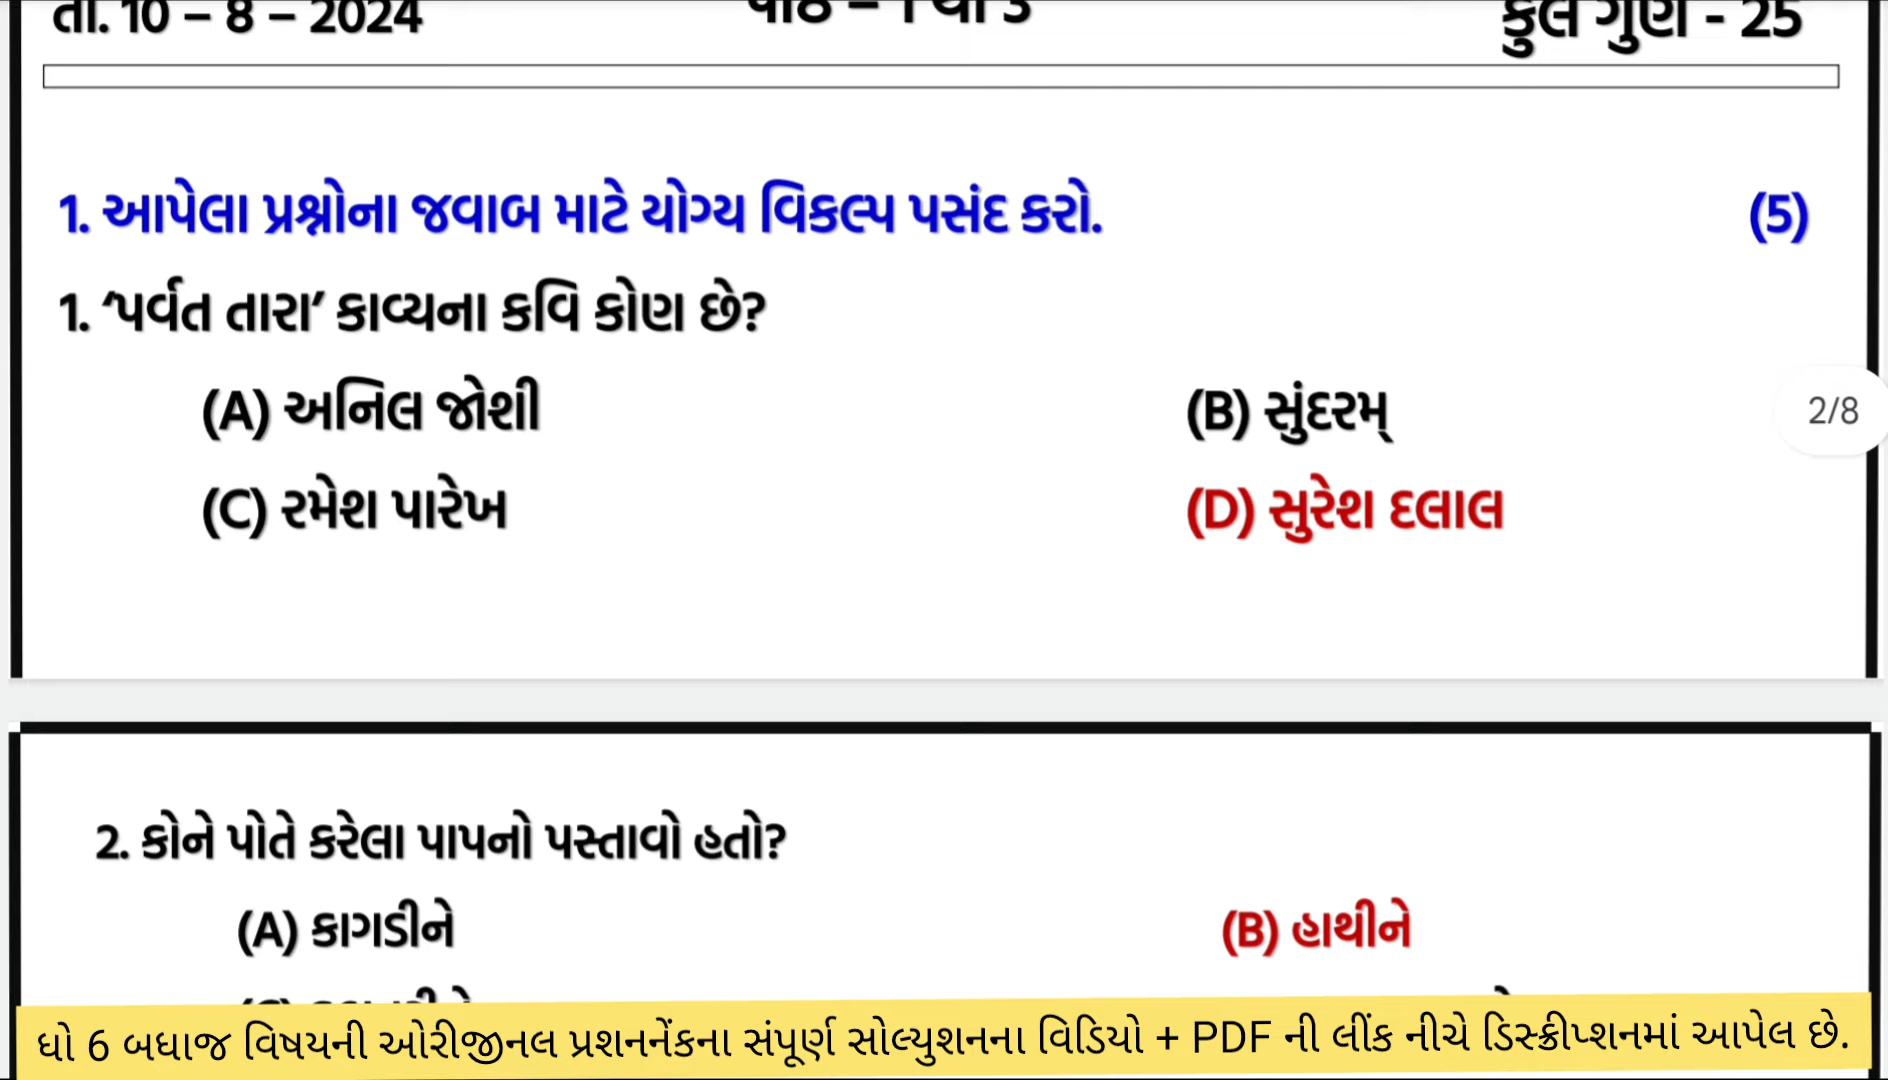 તા. 10 – 8 – 2024 પાઠ – 1 થી 3 કુલ ગુણ - 25
1. આપેલા પ્રશ્નોના જવાબ માટે યોગ્ય વિકલ્પ પસંદ કરો. (5)
1. ‘પર્વત તારા’ કાવ્યના કવિ કોણ છે?
(A) અનિલ જોશી (B) સુંદરમ્
2/8
(C) રમેશ પારેખ (D) સુરેશ દલાલ
2. કોને પોતે કરેલા પાપનો પસ્તાવો હતો?
(A) કાગડીને (B) હાથીને
ધો 6 બધાજ વિષયની ઓરીજીનલ પ્રશનનેંકના સંપૂર્ણ સોલ્યુશનના વિડિયો + PDF ની લીંક નીચે ડિસ્ક્રીપ્શનમાં આપેલ છે.